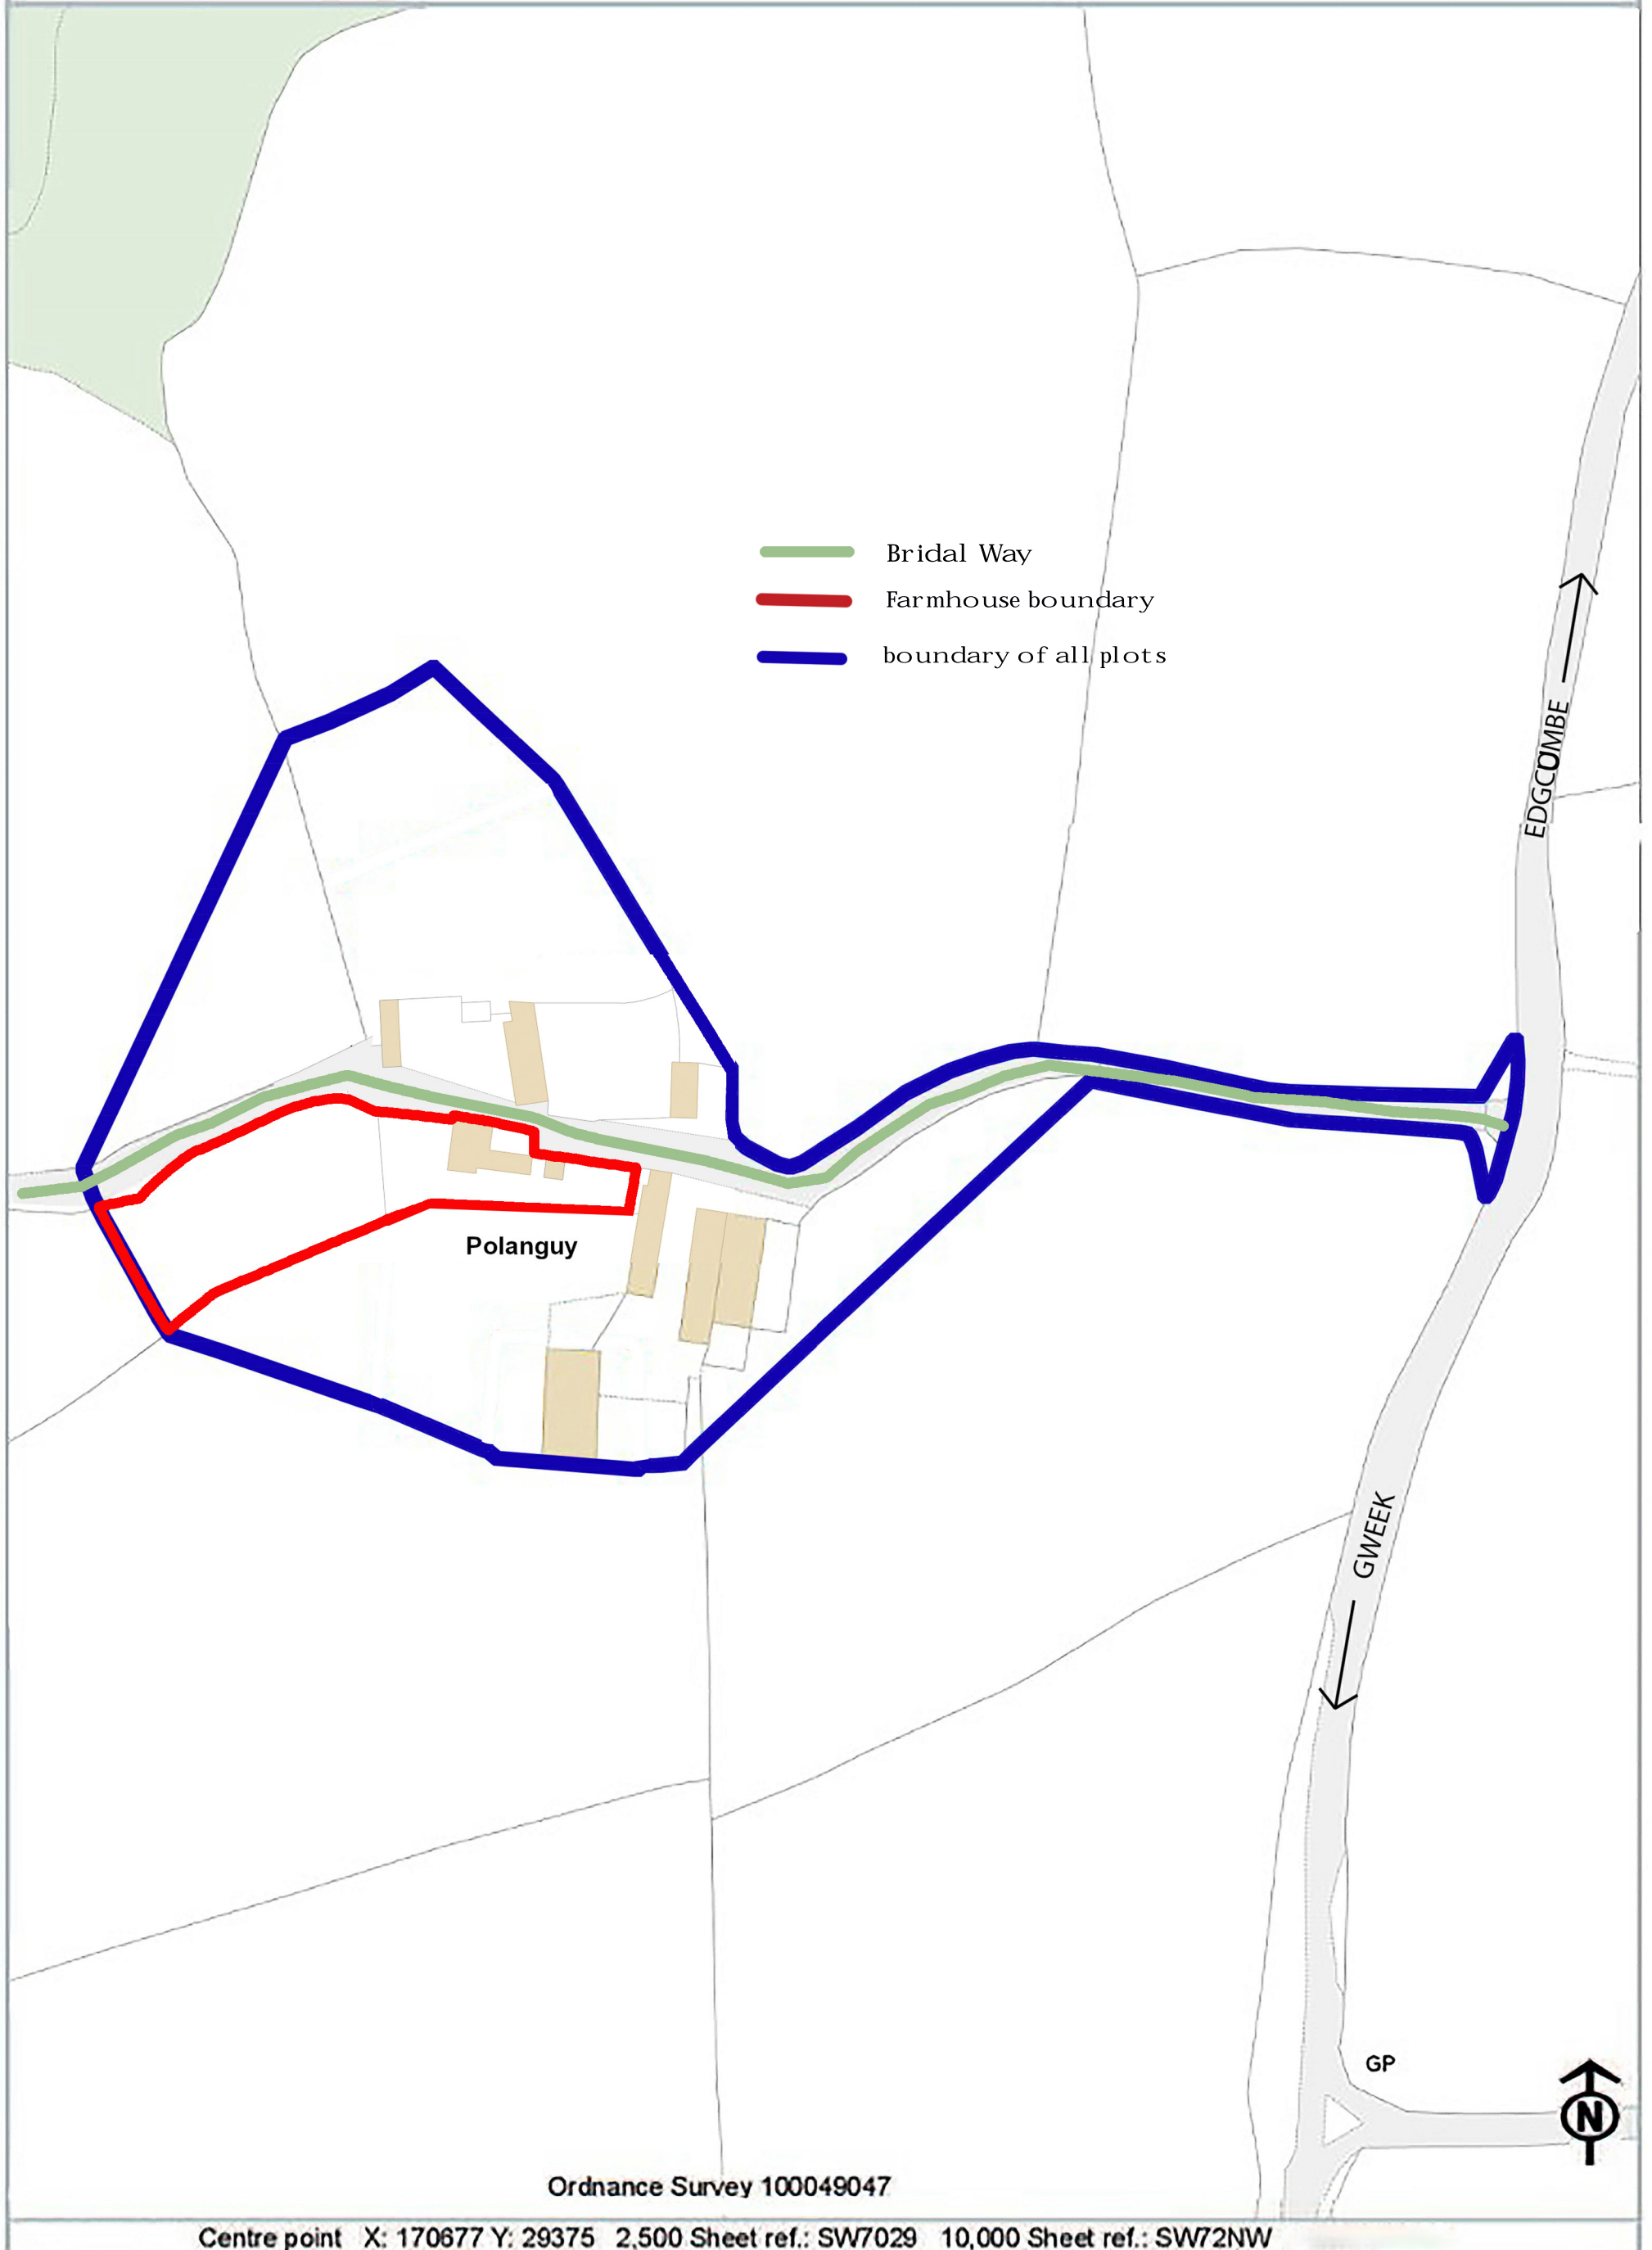 Bridal Way
Farmhouse boundary
boundary of all plots
EDGCOMBE
Polanguy
GWEEK
GP
N
Ordnance Survey 100049047
Centre point X: 170677 Y: 29375 2,500 Sheet ref.: SW7029 10,000 Sheet ref.: SW72NW